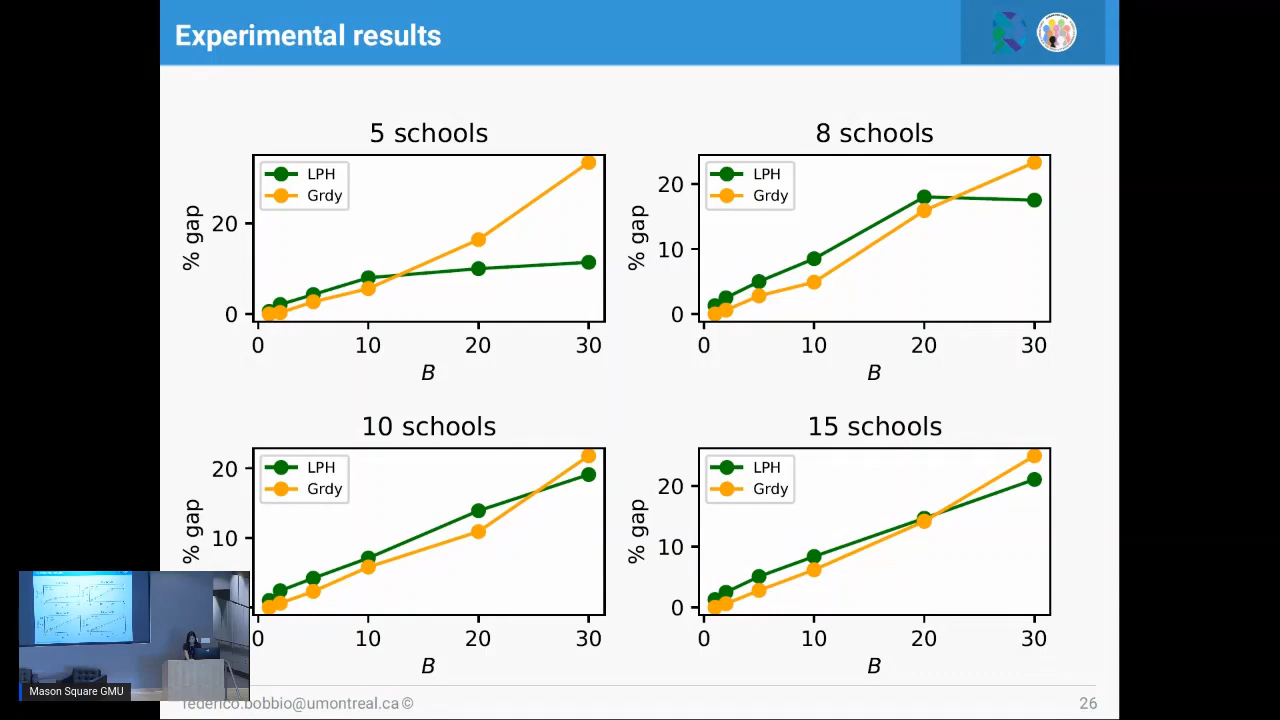 Experimental results
5 schools
LPH
Grdy
% gap
20
0
0 10 20 30
B
8 schools
LPH
Grdy
% gap
20
10
0
0 10 20 30
B
10 schools
LPH
Grdy
% gap
20
10
0 10 20 30
B
15 schools
LPH
Grdy
% gap
20
10
0
0 10 20 30
B
Mason Square GMU
federico.bobbio@umontreal.ca©
26